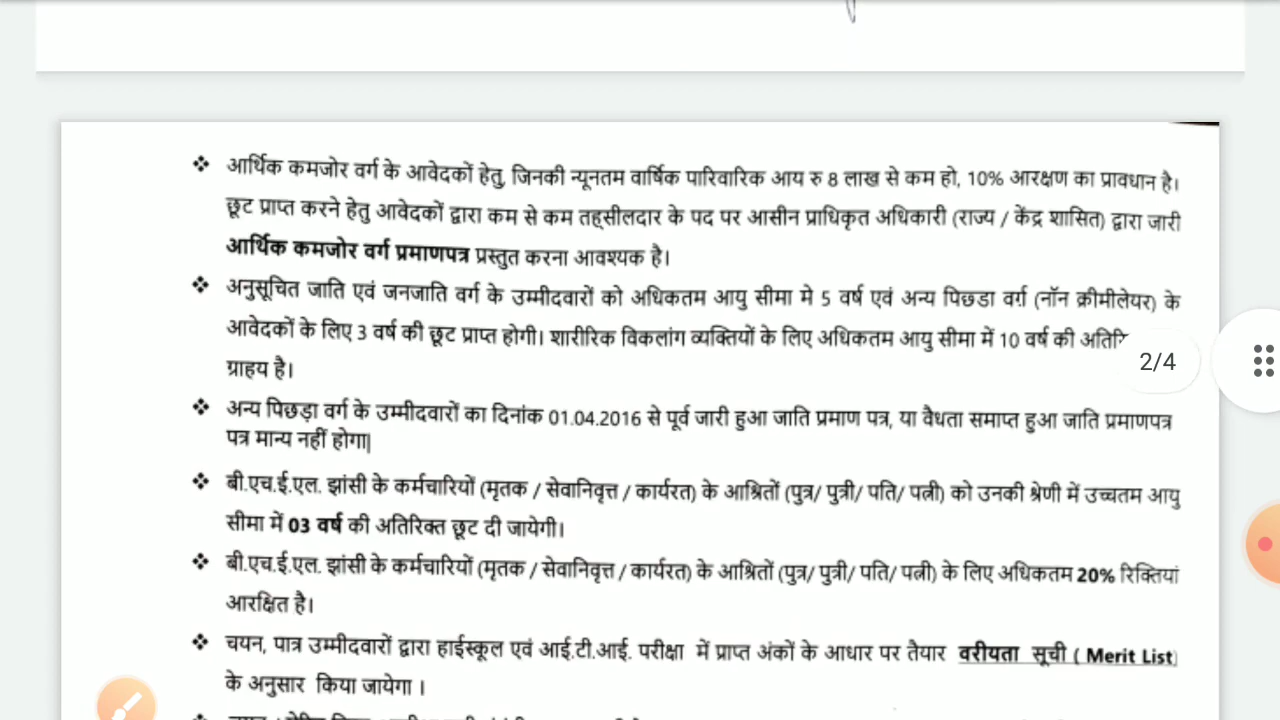 ❖ आर्थिक कमजोर वर्ग के आवेदकों हेतु, जिनकी न्यूनतम वार्षिक पारिवारिक आय रु 8 लाख से कम हो, 10% आरक्षण का प्रावधान है।
छूट प्राप्त करने हेतु आवेदकों द्वारा कम से कम तह्सीलदार के पद पर आसीन प्राधिकृत अधिकारी (राज्य / केंद्र शासित) द्वारा जारी
आर्थिक कमजोर वर्ग प्रमाणपत्र प्रस्तुत करना आवश्यक है।
❖ अनुसूचित जाति एवं जनजाति वर्ग के उम्मीदवारों को अधिकतम आयु सीमा मे 5 वर्ष एवं अन्य पिछडा वर्ग (नॉन क्रीमीलेयर) के
आवेदकों के लिए 3 वर्ष की छूट प्राप्त होगी। शारीरिक विकलांग व्यक्तियों के लिए अधिकतम आयु सीमा में 10 वर्ष की
2/4
ग्राहय है।
❖ अन्य पिछड़ा वर्ग के उम्मीदवारों का दिनांक 01.04.2016 से पूर्व जारी हुआ जाति प्रमाण पत्र, या वैधता समाप्त हुआ जाति प्रमाणपत्र
पत्र मान्य नहीं होगा|
❖ बी.एच.ई.एल. झांसी के कर्मचारियों (मृतक / सेवानिवृत्त / कार्यरत) के आश्रितों (पुत्र/ पुत्री/ पति/ पत्नी) को उनकी श्रेणी में उच्चतम आयु
सीमा में 03 वर्ष की अतिरिक्त छूट दी जायेगी।
❖ बी.एच.ई.एल. झांसी के कर्मचारियों (मृतक / सेवानिवृत्त / कार्यरत) के आश्रितों (पुत्र/ पुत्री/ पति/ पत्नी) के लिए अधिकतम 20% रिक्तियां
आरक्षित है।
❖ चयन, पात्र उम्मीदवारों द्वारा हाईस्कूल एवं आई.टी.आई. परीक्षा में प्राप्त अंकों के आधार पर तैयार वरीयता सूची ( Merit List)
के अनुसार किया जायेगा ।